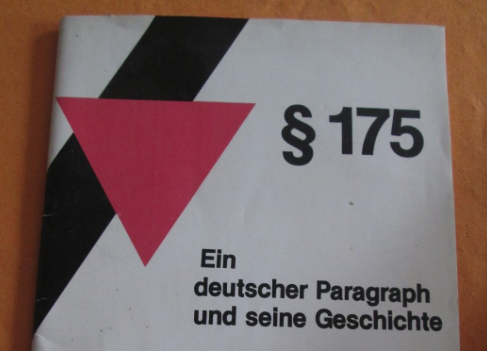 § 175
Ein
deutscher Paragraph
und seine Geschichte